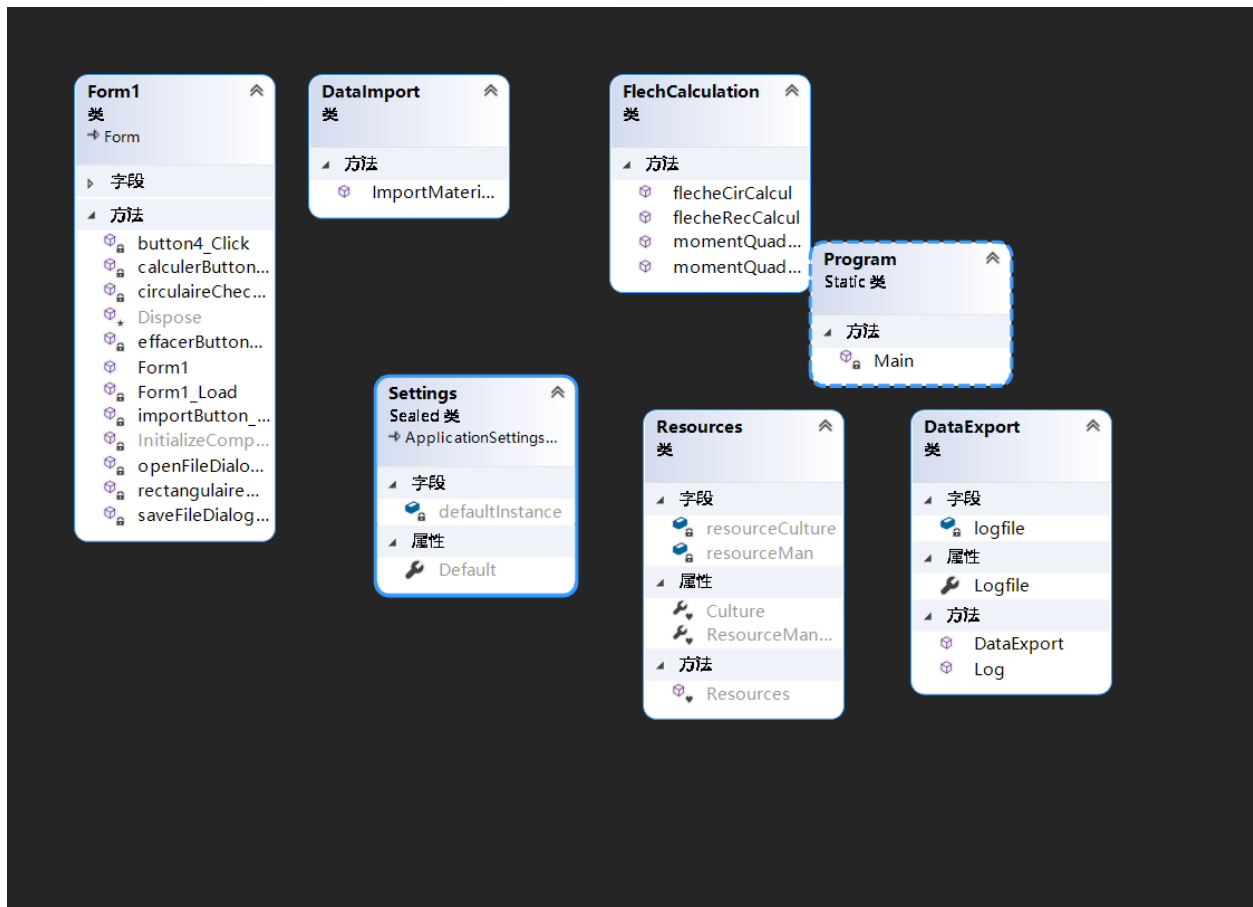 Form1
类
Form
字段
方法
button4_Click
calculerButton...
circulaireChec...
Dispose
effacerButton...
Form1
Form1_Load
importButton_...
InitializeComp...
openFileDialo...
rectangulaire...
saveFileDialog...
DataImport
类
方法
ImportMateri...
FlechCalculation
类
方法
flecheCirCalcul
flecheRecCalcul
momentQuad...
momentQuad...
Program
Static 类
方法
Main
Settings
Sealed 类
ApplicationSettings...
字段
defaultInstance
属性
Default
Resources
类
字段
resourceCulture
resourceMan
属性
Culture
ResourceMan...
方法
Resources
DataExport
类
字段
logfile
属性
Logfile
方法
DataExport
Log